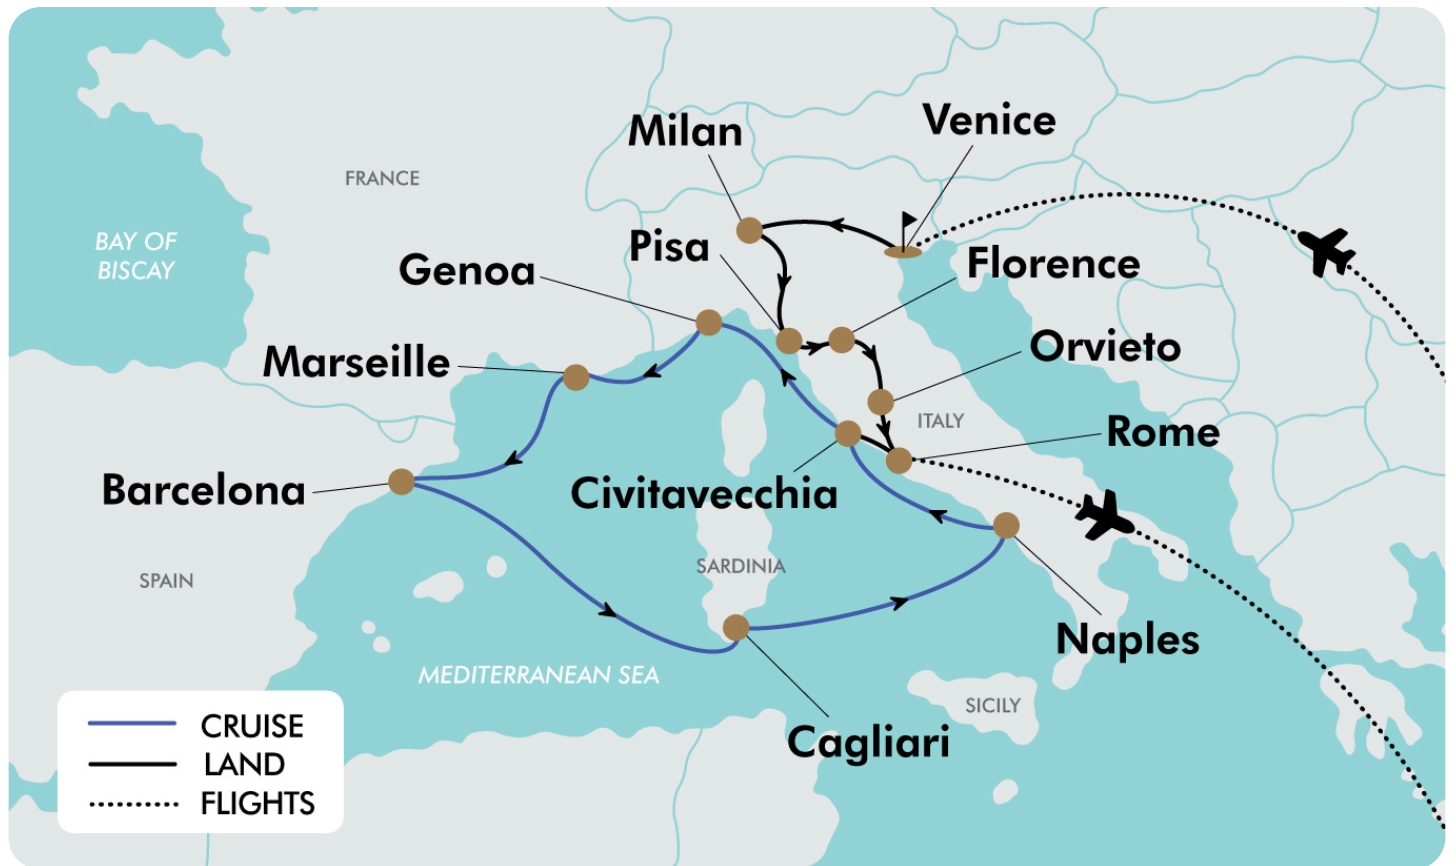 Venice
Milan
FRANCE
BAY OF
BISCAY
Pisa
Genoa
Florence
Marseille
Orvieto
ITALY
Rome
Barcelona
Civitavecchia
SARDINIA
SPAIN
Naples
MEDITERRANEAN SEA
SICILY
Cagliari
CRUISE
LAND
FLIGHTS